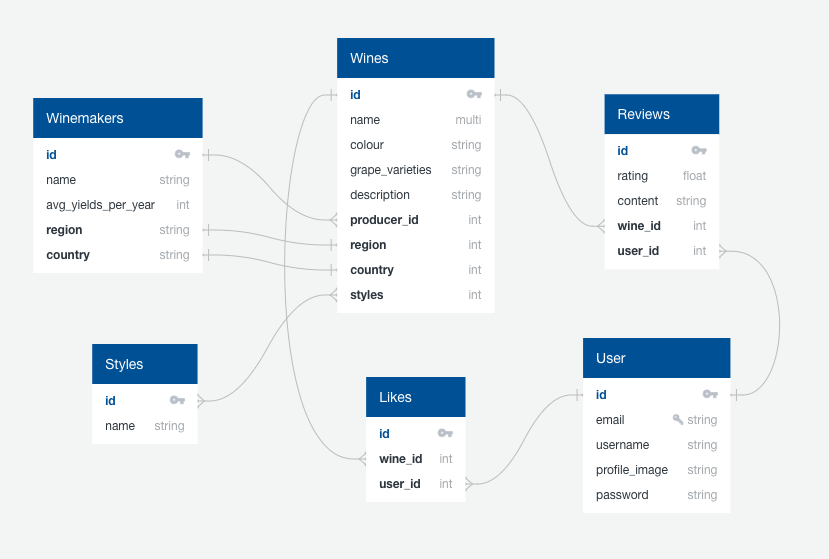 Wines
id
name multi
colour string
grape_varieties string
description string
producer_id int
region int
country int
styles int
Winemakers
id
name string
avg_yields_per_year int
region string
country string
Reviews
id
rating float
content string
wine_id int
user_id int
Styles
id
name string
Likes
id
wine_id int
user_id int
User
id
email string
username string
profile_image string
password string